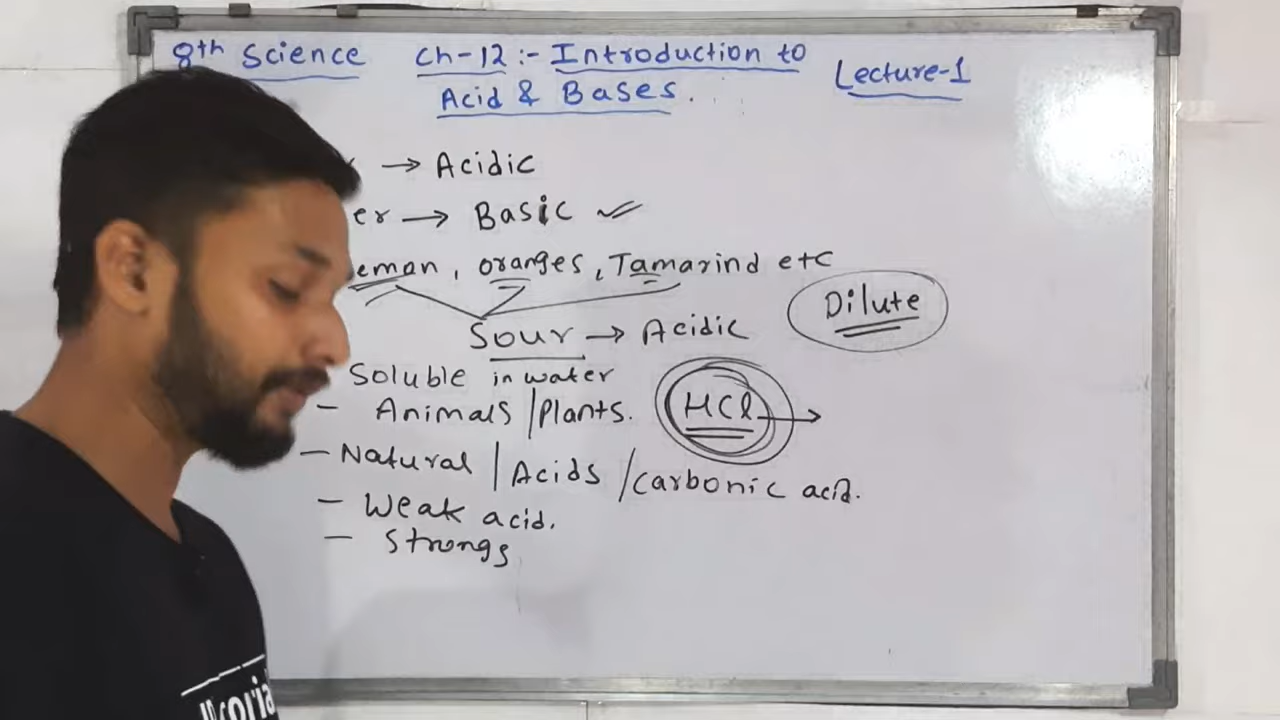 8th Science Ch-12 :- Introduction to
Acid & Bases.
Lecture-1
→ Acidic
er → Basic ✓
emon, oranges, Tamarind etc
Dilute
Sour → Acidic
Soluble in water
- Animals / Plants.
HCl →
- Natural / Acids / carbonic acid.
- Weak acid.
- Strongs